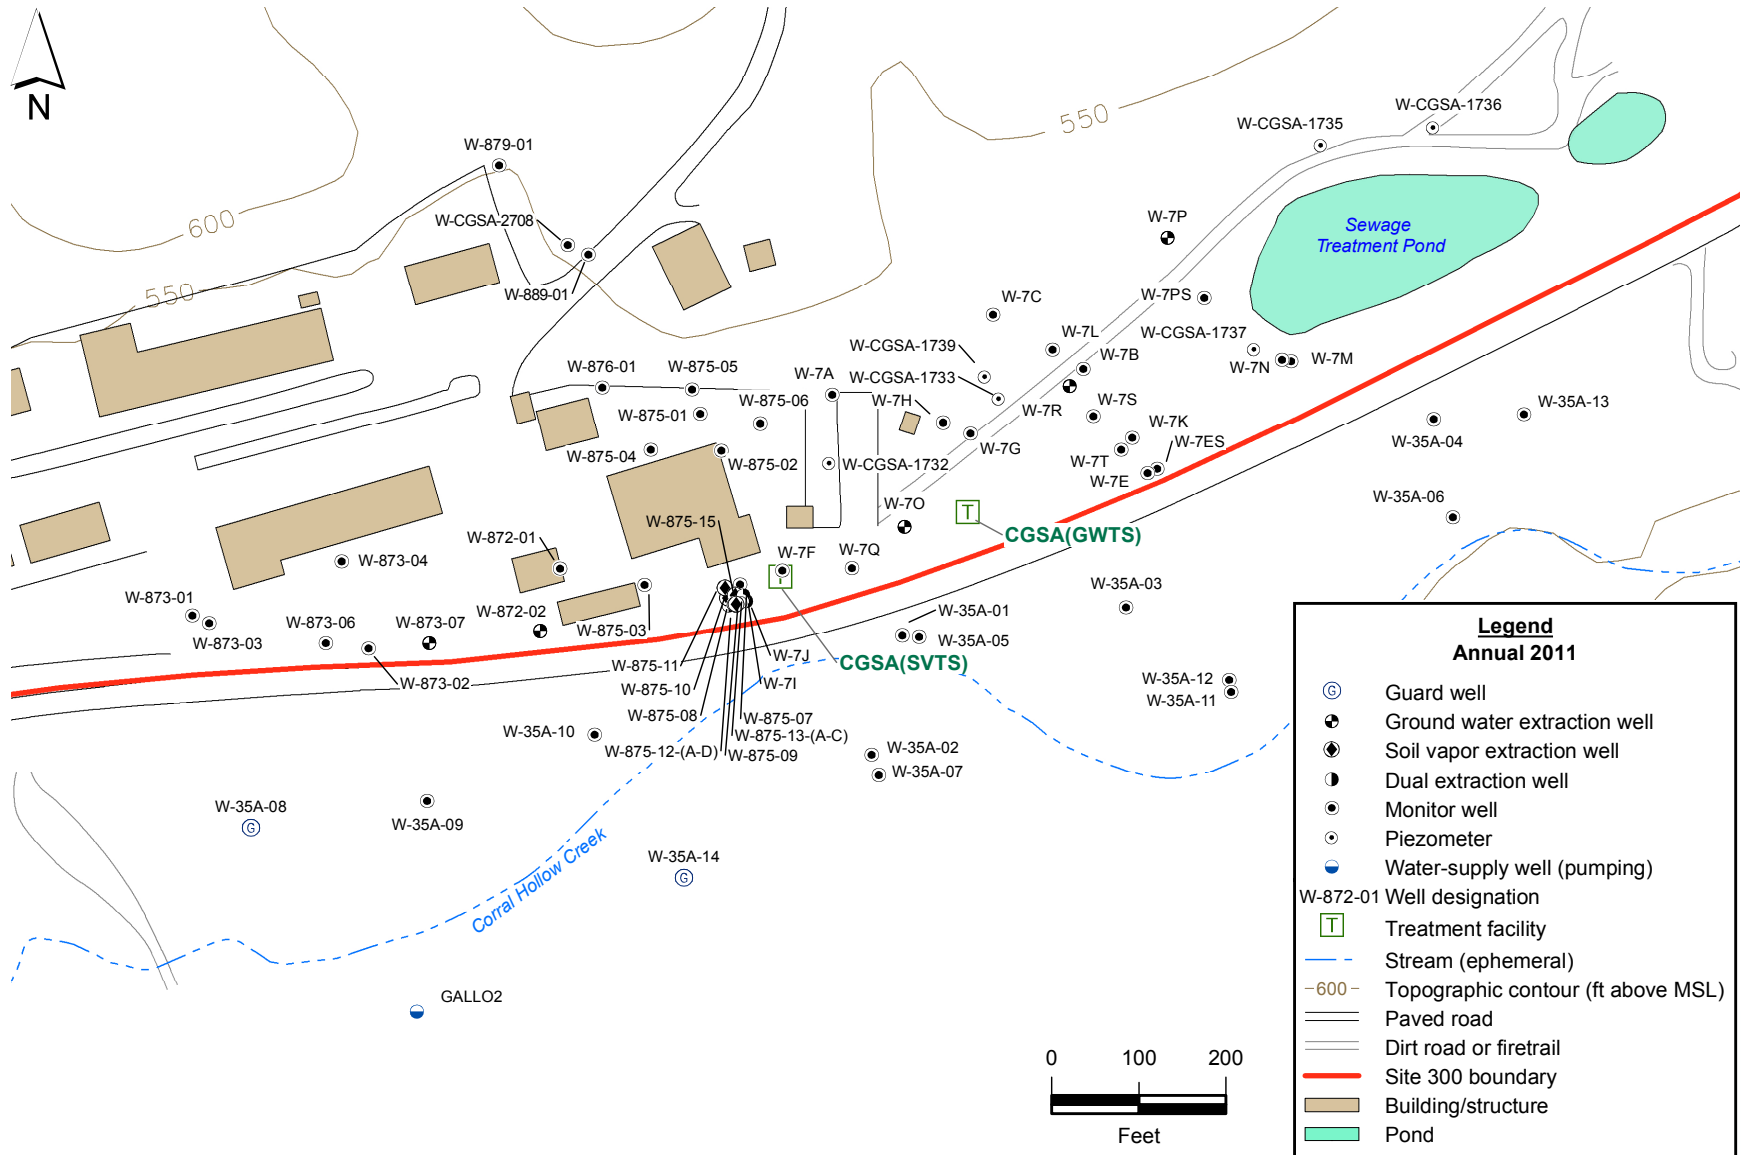 N
W-CGSA-1736
W-CGSA-1735
550
W-879-01
W-CGSA-2708
600
W-7P
Sewage
Treatment Pond
550
W-889-01
W-7PS
W-7C
W-CGSA-1737
W-7L
W-CGSA-1739
W-7B
W-7N
W-7M
W-876-01
W-875-05
W-7A
W-CGSA-1733
W-875-06
W-7H
W-7R
W-7S
W-35A-13
W-875-01
W-35A-04
W-7K
W-7G
W-7ES
W-875-04
W-875-02
W-CGSA-1732
W-7T
W-7E
W-35A-06
W-7O
T
W-875-15
CGSA(GWTS)
W-872-01
W-7F
W-7Q
W-873-04
T
W-35A-03
W-873-01
W-872-02
W-35A-01
W-873-06
W-873-07
W-873-03
W-875-03
W-35A-05
W-7J
W-875-11
CGSA(SVTS)
W-873-02
W-7I
W-875-10
W-35A-12
W-35A-11
W-875-08
W-875-07
W-35A-10
W-875-13-(A-C)
W-875-12-(A-D)
W-875-09
W-35A-02
W-35A-07
W-35A-08
G
W-35A-09
W-35A-14
G
Corral Hollow Creek
GALLO2
0 100 200
Feet
Legend
Annual 2011
G Guard well
Ground water extraction well
Soil vapor extraction well
Dual extraction well
Monitor well
Piezometer
Water-supply well (pumping)
W-872-01 Well designation
T Treatment facility
Stream (ephemeral)
600 Topographic contour (ft above MSL)
Paved road
Dirt road or firetrail
Site 300 boundary
Building/structure
Pond